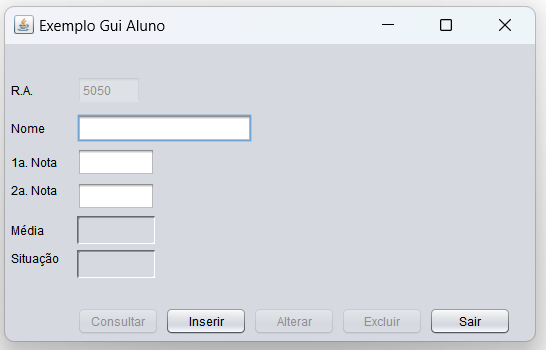 Exemplo Gui Aluno
R.A. 5050
Nome
1a. Nota
2a. Nota
Média
Situação
Consultar Inserir Alterar Excluir Sair